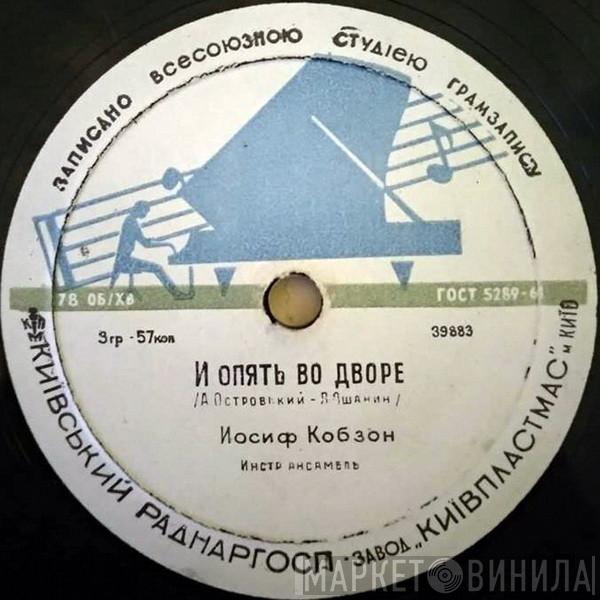 ЗАПИСАНО ВСЕСОЮЗНОЮ СТУДІЕЮ ГРАМЗАПИСУ
78 ОБ/ХВ
ГОСТ 5289-61
3гр-57коп
39883
И ОПЯТЬ ВО ДВОРЕ
/А Островський - Л Ошанин/
Иосиф Кобзон
Инстр ансамбль
КИЇВСЬКИЙ РАДНАРГОСП · ЗАВОД „КИЇВПЛАСТМАС" м КИЇВ
МАРКЕТ ВИНИЛА